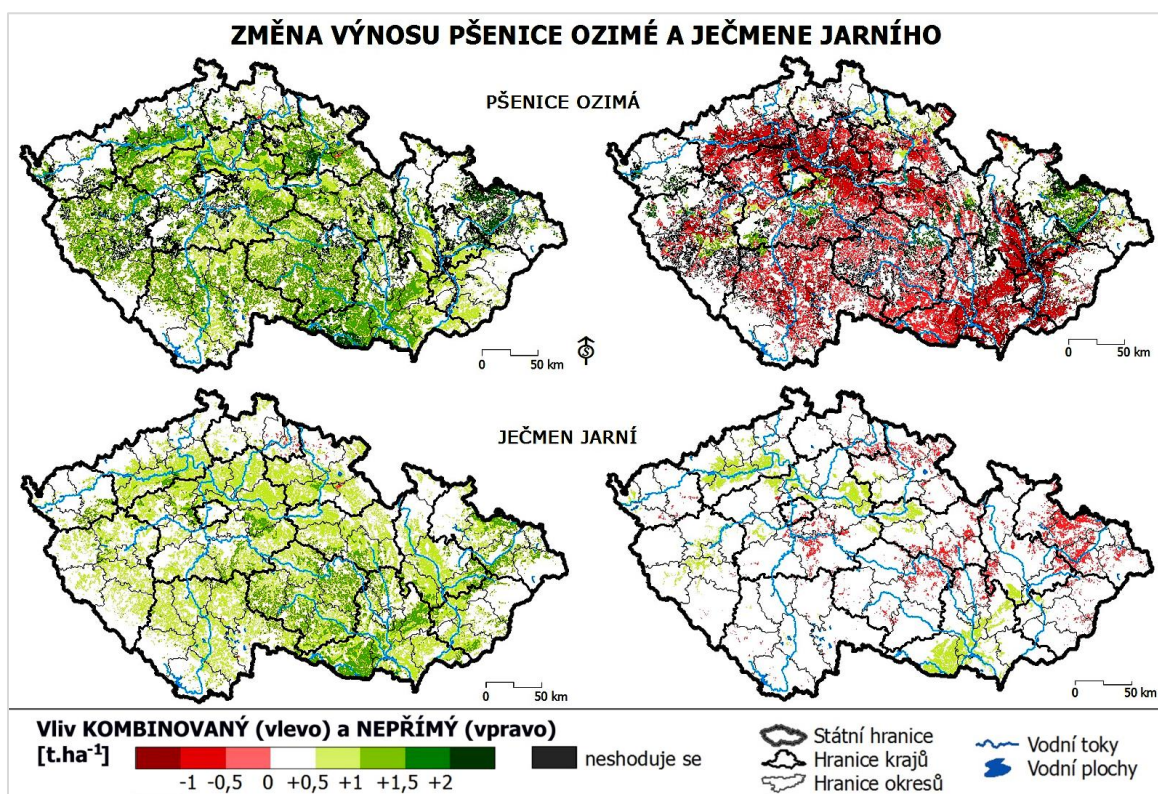 ZMĚNA VÝNOSU PŠENICE OZIMÉ A JEČMENE JARNÍHO
PŠENICE OZIMÁ
0 50 km
0 50 km
JEČMEN JARNÍ
0 50 km
0 50 km
Vliv KOMBINOVANÝ (vlevo) a NEPŘÍMÝ (vpravo)
[t.ha⁻¹]
-1 -0,5 0 +0,5 +1 +1,5 +2
neshoduje se
Státní hranice
Hranice krajů
Hranice okresů
Vodní toky
Vodní plochy